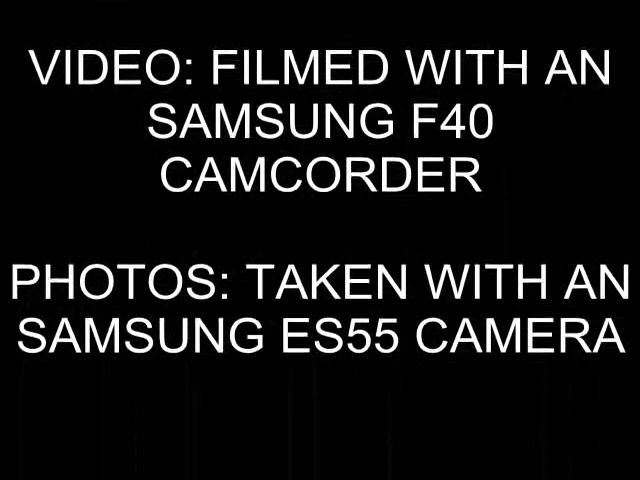 VIDEO: FILMED WITH AN
SAMSUNG F40
CAMCORDER
PHOTOS: TAKEN WITH AN
SAMSUNG ES55 CAMERA